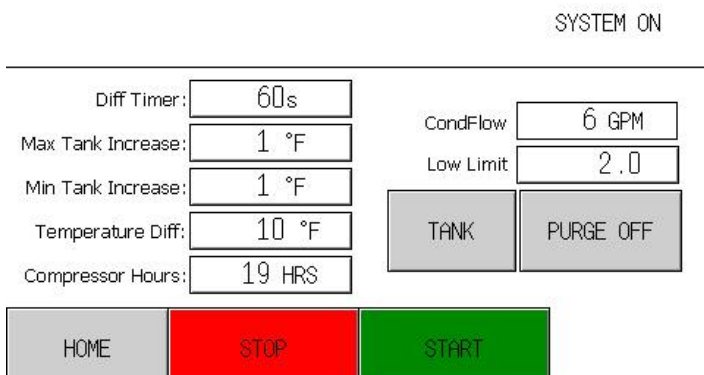 SYSTEM ON
Diff Timer: 60s
Max Tank Increase: 1 °F
Min Tank Increase: 1 °F
Temperature Diff: 10 °F
Compressor Hours: 19 HRS
CondFlow 6 GPM
Low Limit 2.0
TANK PURGE OFF
HOME STOP START